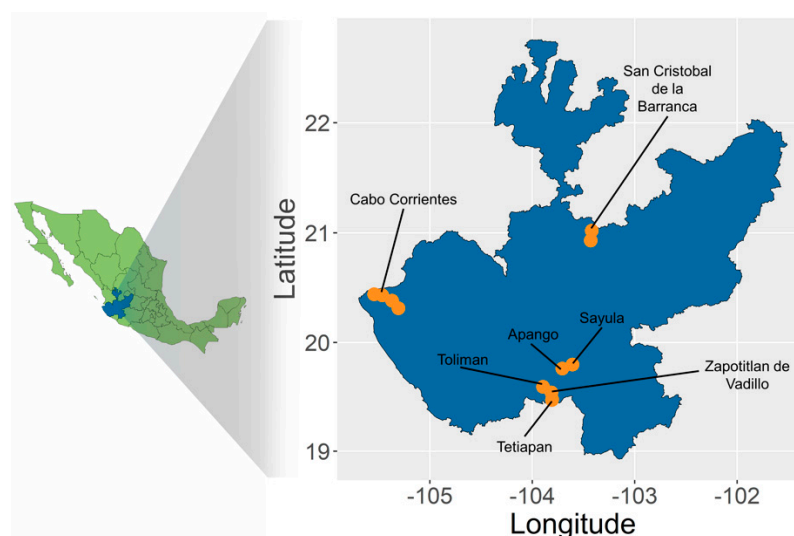 San Cristobal
de la
Barranca
Cabo Corrientes
Sayula
Apango
Toliman
Zapotitlan de
Vadillo
Tetiapan
Latitude
22
21
20
19
-105
-104
-103
-102
Longitude